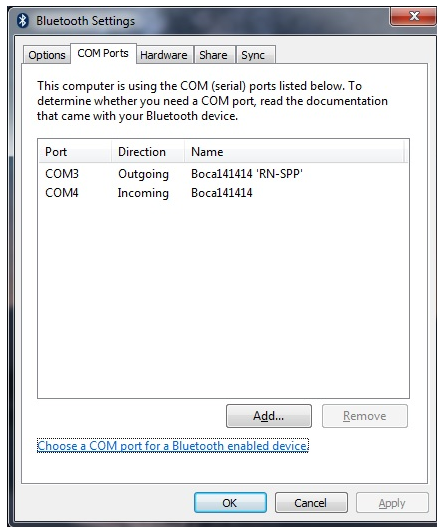 Bluetooth Settings
Options COM Ports Hardware Share Sync
This computer is using the COM (serial) ports listed below. To
determine whether you need a COM port, read the documentation
that came with your Bluetooth device.
Port Direction Name
COM3 Outgoing Boca141414 'RN-SPP'
COM4 Incoming Boca141414
Add... Remove
Choose a COM port for a Bluetooth enabled device.
OK Cancel Apply